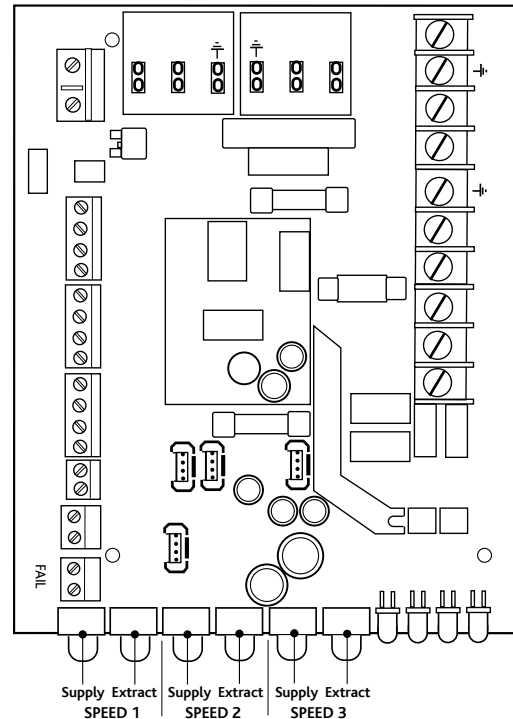 FAIL
Supply Extract Supply Extract Supply Extract
SPEED 1 SPEED 2 SPEED 3